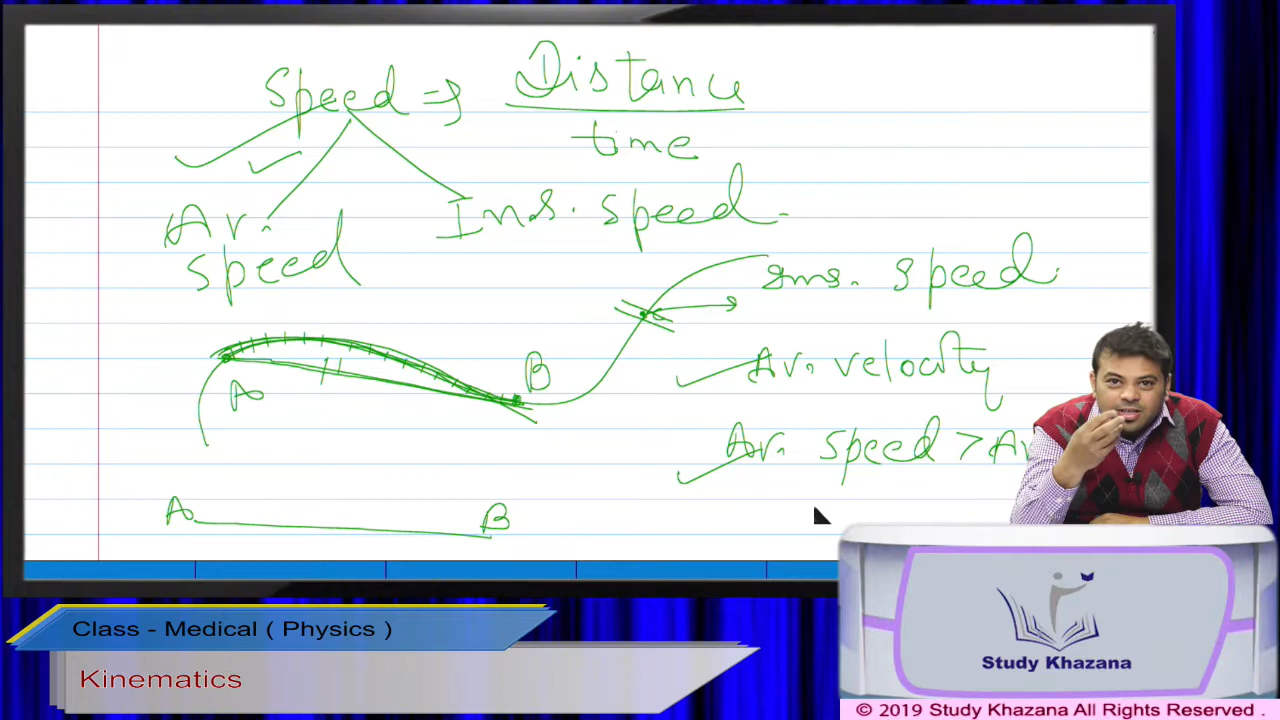 Speed ⇒ Distance
time
Av. speed
Ins. speed.
Ins. speed.
A
B
Av. velocity
Av. speed > Av
A B
Class - Medical ( Physics )
Kinematics
Study Khazana
© 2019 Study Khazana All Rights Reserved .